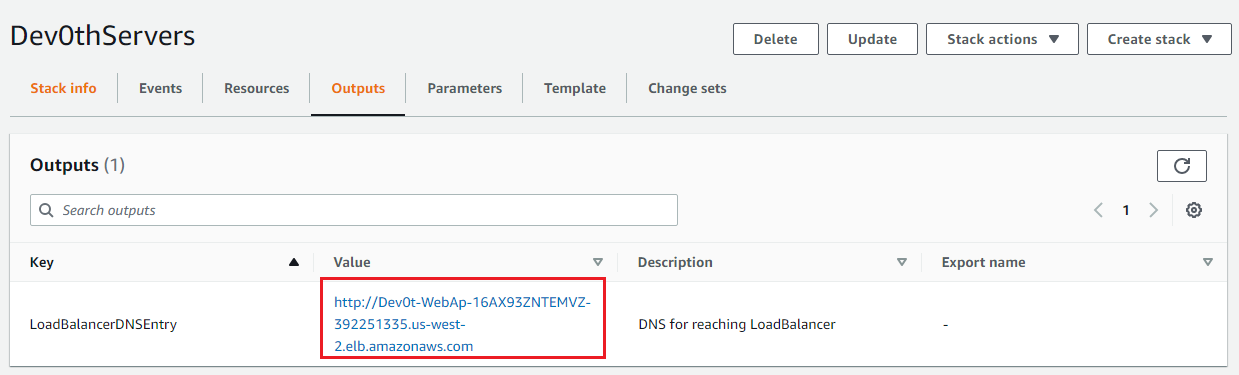 Dev0thServers
Delete Update Stack actions Create stack
Stack info Events Resources Outputs Parameters Template Change sets
Outputs (1)
Search outputs
1
Key Value Description Export name
LoadBalancerDNSEntry
http://Dev0t-WebAp-16AX93ZNTEMVZ-
392251335.us-west-
2.elb.amazonaws.com
DNS for reaching LoadBalancer
-